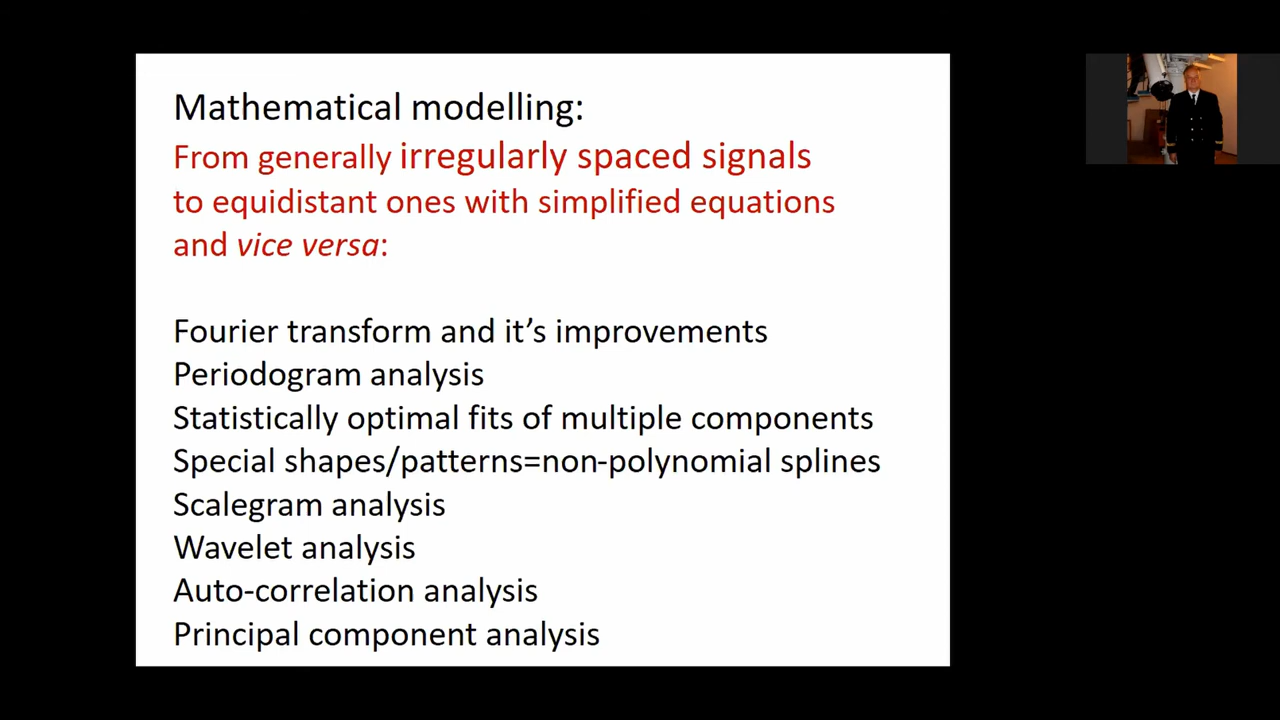 Mathematical modelling:
From generally irregularly spaced signals
to equidistant ones with simplified equations
and vice versa:
Fourier transform and it’s improvements
Periodogram analysis
Statistically optimal fits of multiple components
Special shapes/patterns=non-polynomial splines
Scalegram analysis
Wavelet analysis
Auto-correlation analysis
Principal component analysis